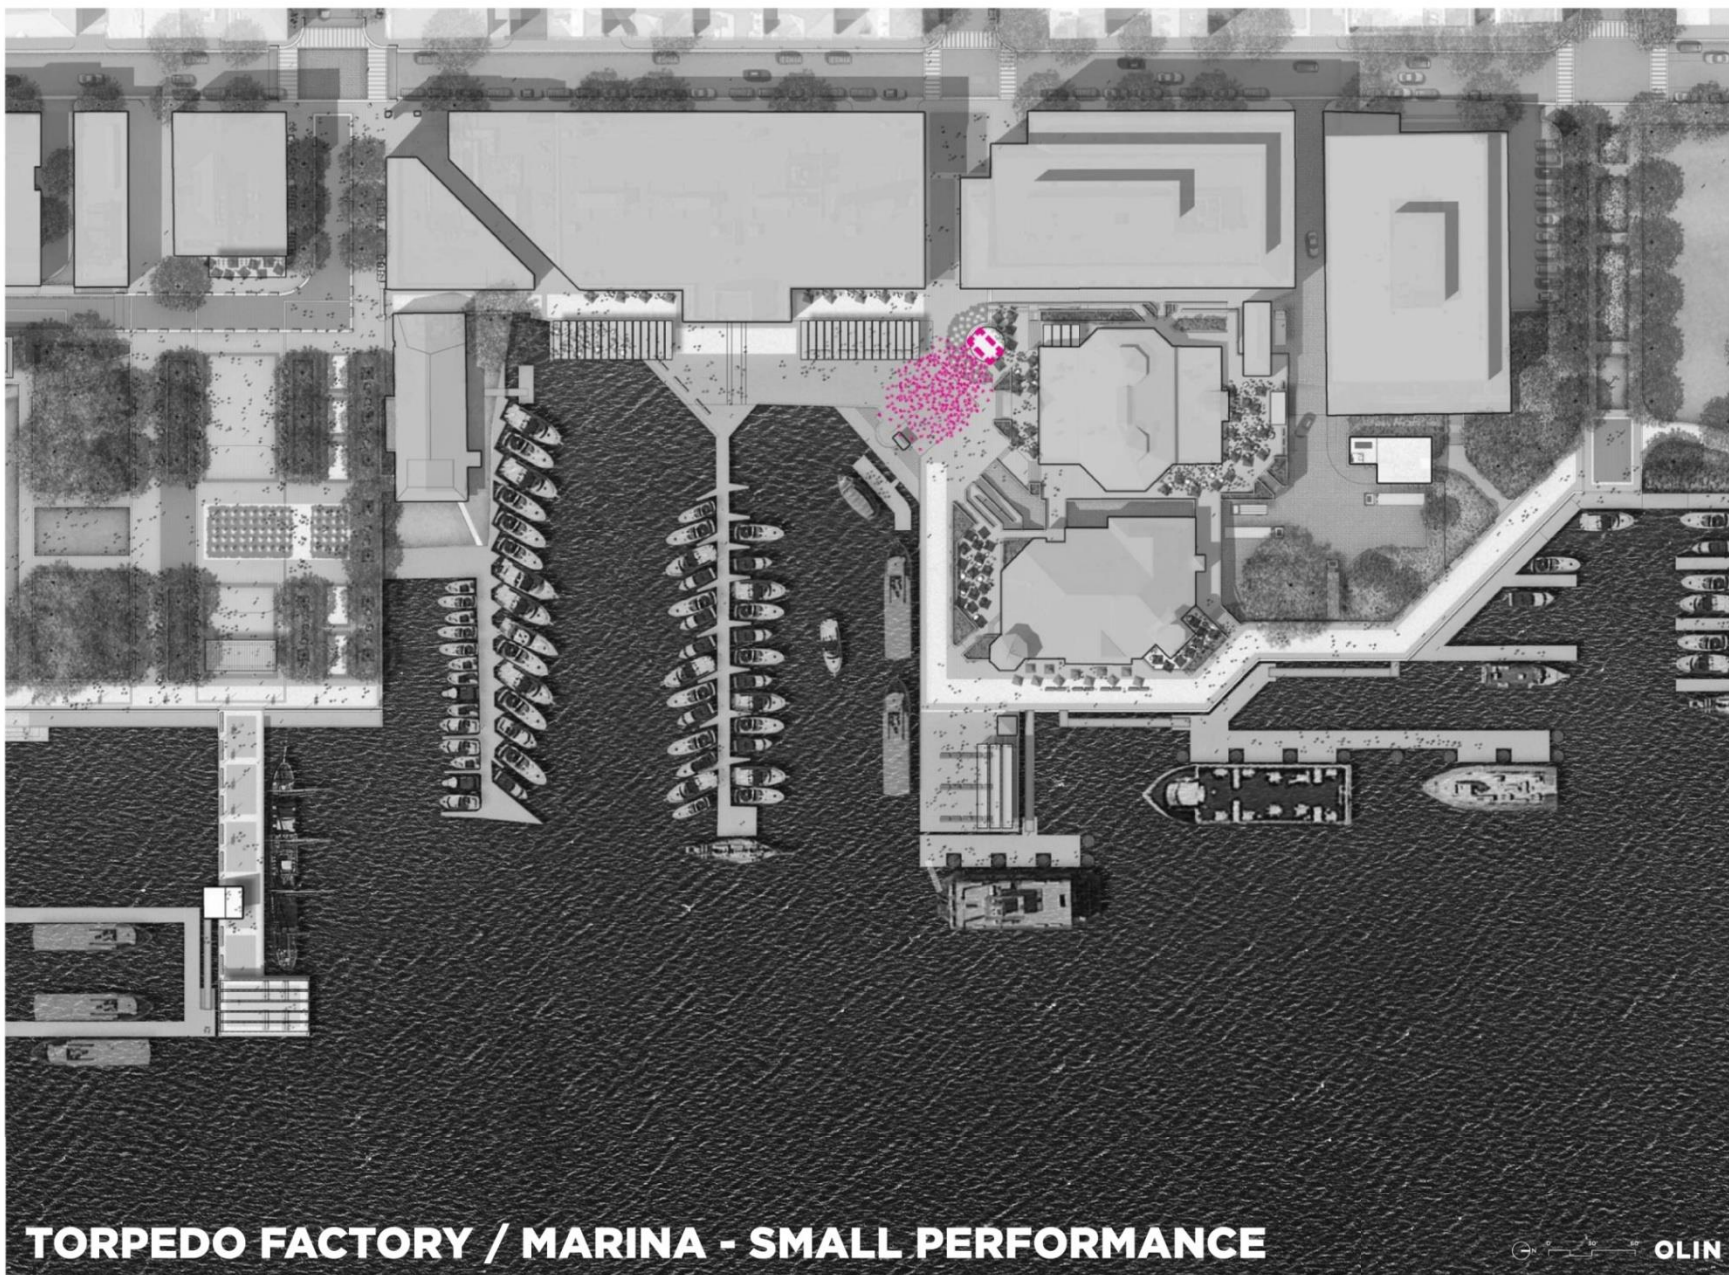 TORPEDO FACTORY / MARINA - SMALL PERFORMANCE
N
OLIN